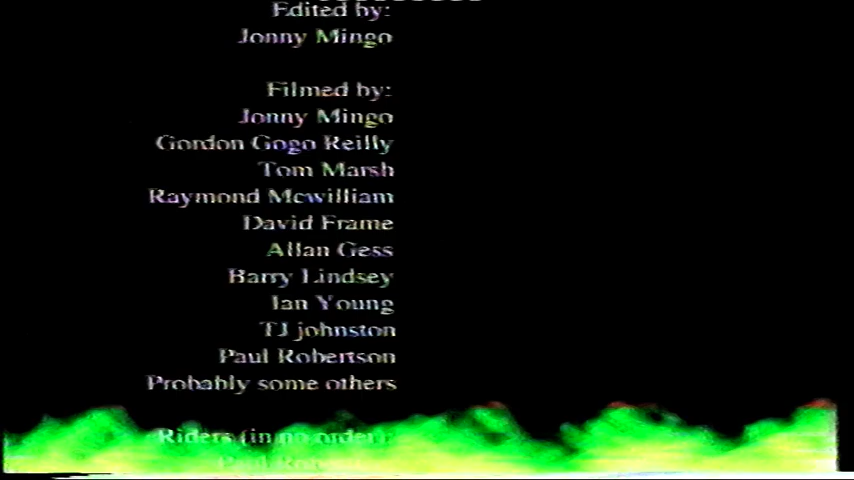 Edited by:
Jonny Mingo
Filmed by:
Jonny Mingo
Gordon Gogo Reilly
Tom Marsh
Raymond Mcwilliam
David Frame
Allan Gess
Barry Lindsey
Ian Young
TJ johnston
Paul Robertson
Probably some others
Riders (in no order):
Paul